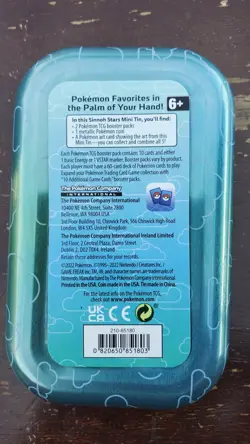 Pokémon Favorites in
the Palm of Your Hand!
6+
In this Sinnoh Stars Mini Tin, you'll find:
• 2 Pokémon TCG booster packs
• 1 metallic Pokémon coin
• A Pokémon art card showing the art from this
Mini Tin—you can collect and combine all 5!
Each Pokémon TCG booster pack contains 10 cards and either
1 basic Energy or 1 VSTAR marker. Booster packs vary by product.
Each player must have a 60-card deck of Pokémon cards to play.
Expand your Pokémon Trading Card Game collection with
"10 Additional Game Cards" booster packs.
The Pokémon Company
INTERNATIONAL
The Pokémon Company International
10400 NE 4th Street, Suite 2800
Bellevue, WA 98004 USA
3rd Floor Building 10, Chiswick Park, 566 Chiswick High Road
London, W4 5XS United Kingdom
The Pokémon Company International Ireland Limited
3rd Floor, 2 Central Plaza, Dame Street
Dublin 2, D02 T0X4, Ireland
Retain these addresses for your records.
©2022 Pokémon. ©1995–2022 Nintendo / Creatures Inc. /
GAME FREAK inc. TM, ®, and character names are trademarks of
Nintendo. Manufactured by The Pokémon Company International.
Printed in the USA. Coin made in the USA. Tin made in China.
For the latest info on the Pokémon TCG,
check out www.pokemon.com
UK
CA
CE
210-85180
0 820650 851803